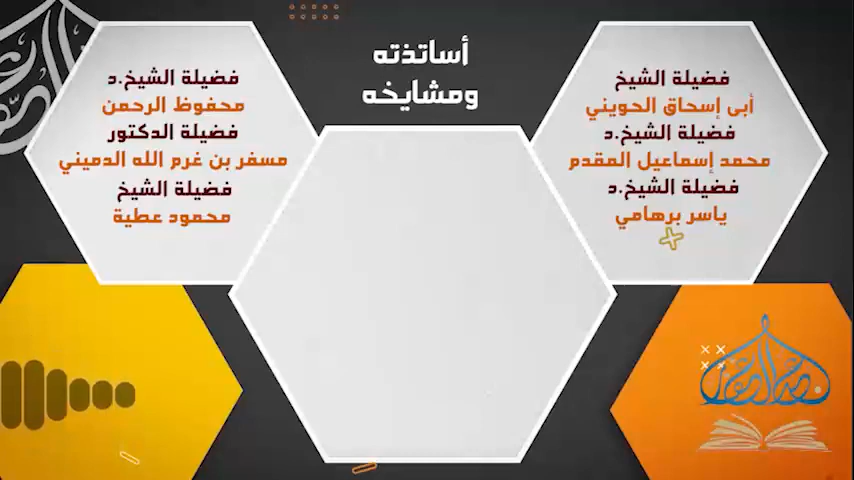 أساتذته
ومشايخه
فضيلة الشيخ
أبى إسحاق الحويني
فضيلة الشيخ.د
محمد إسماعيل المقدم
فضيلة الشيخ.د
ياسر برهامي
فضيلة الشيخ.د
محفوظ الرحمن
فضيلة الدكتور
مسفر بن غرم الله الدميني
فضيلة الشيخ
محمود عطية